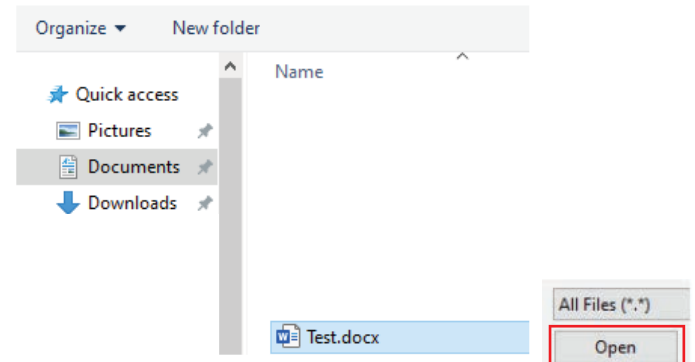 Organize New folder
Name
Quick access
Pictures
Documents
Downloads
Test.docx
All Files (*.*)
Open